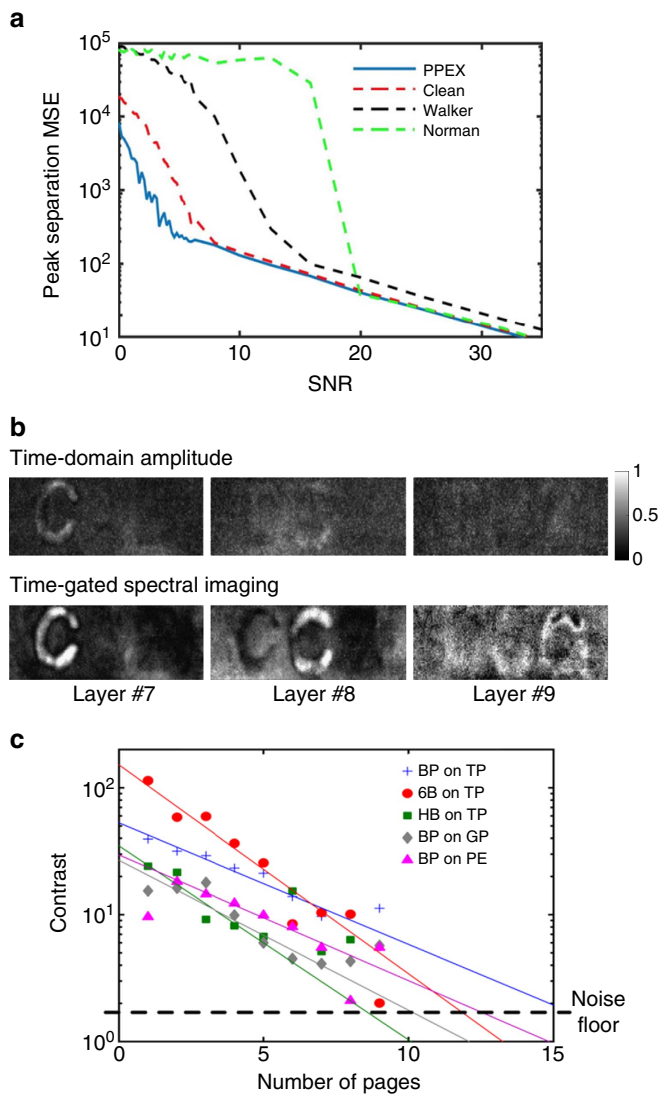 a
10^5
10^4
10^3
10^2
10^1
Peak separation MSE
PPEX
Clean
Walker
Norman
0 10 20 30
SNR
b
Time-domain amplitude
1
0.5
0
Time-gated spectral imaging
Layer #7 Layer #8 Layer #9
c
10^2
10^1
10^0
Contrast
BP on TP
6B on TP
HB on TP
BP on GP
BP on PE
Noise
floor
0 5 10 15
Number of pages